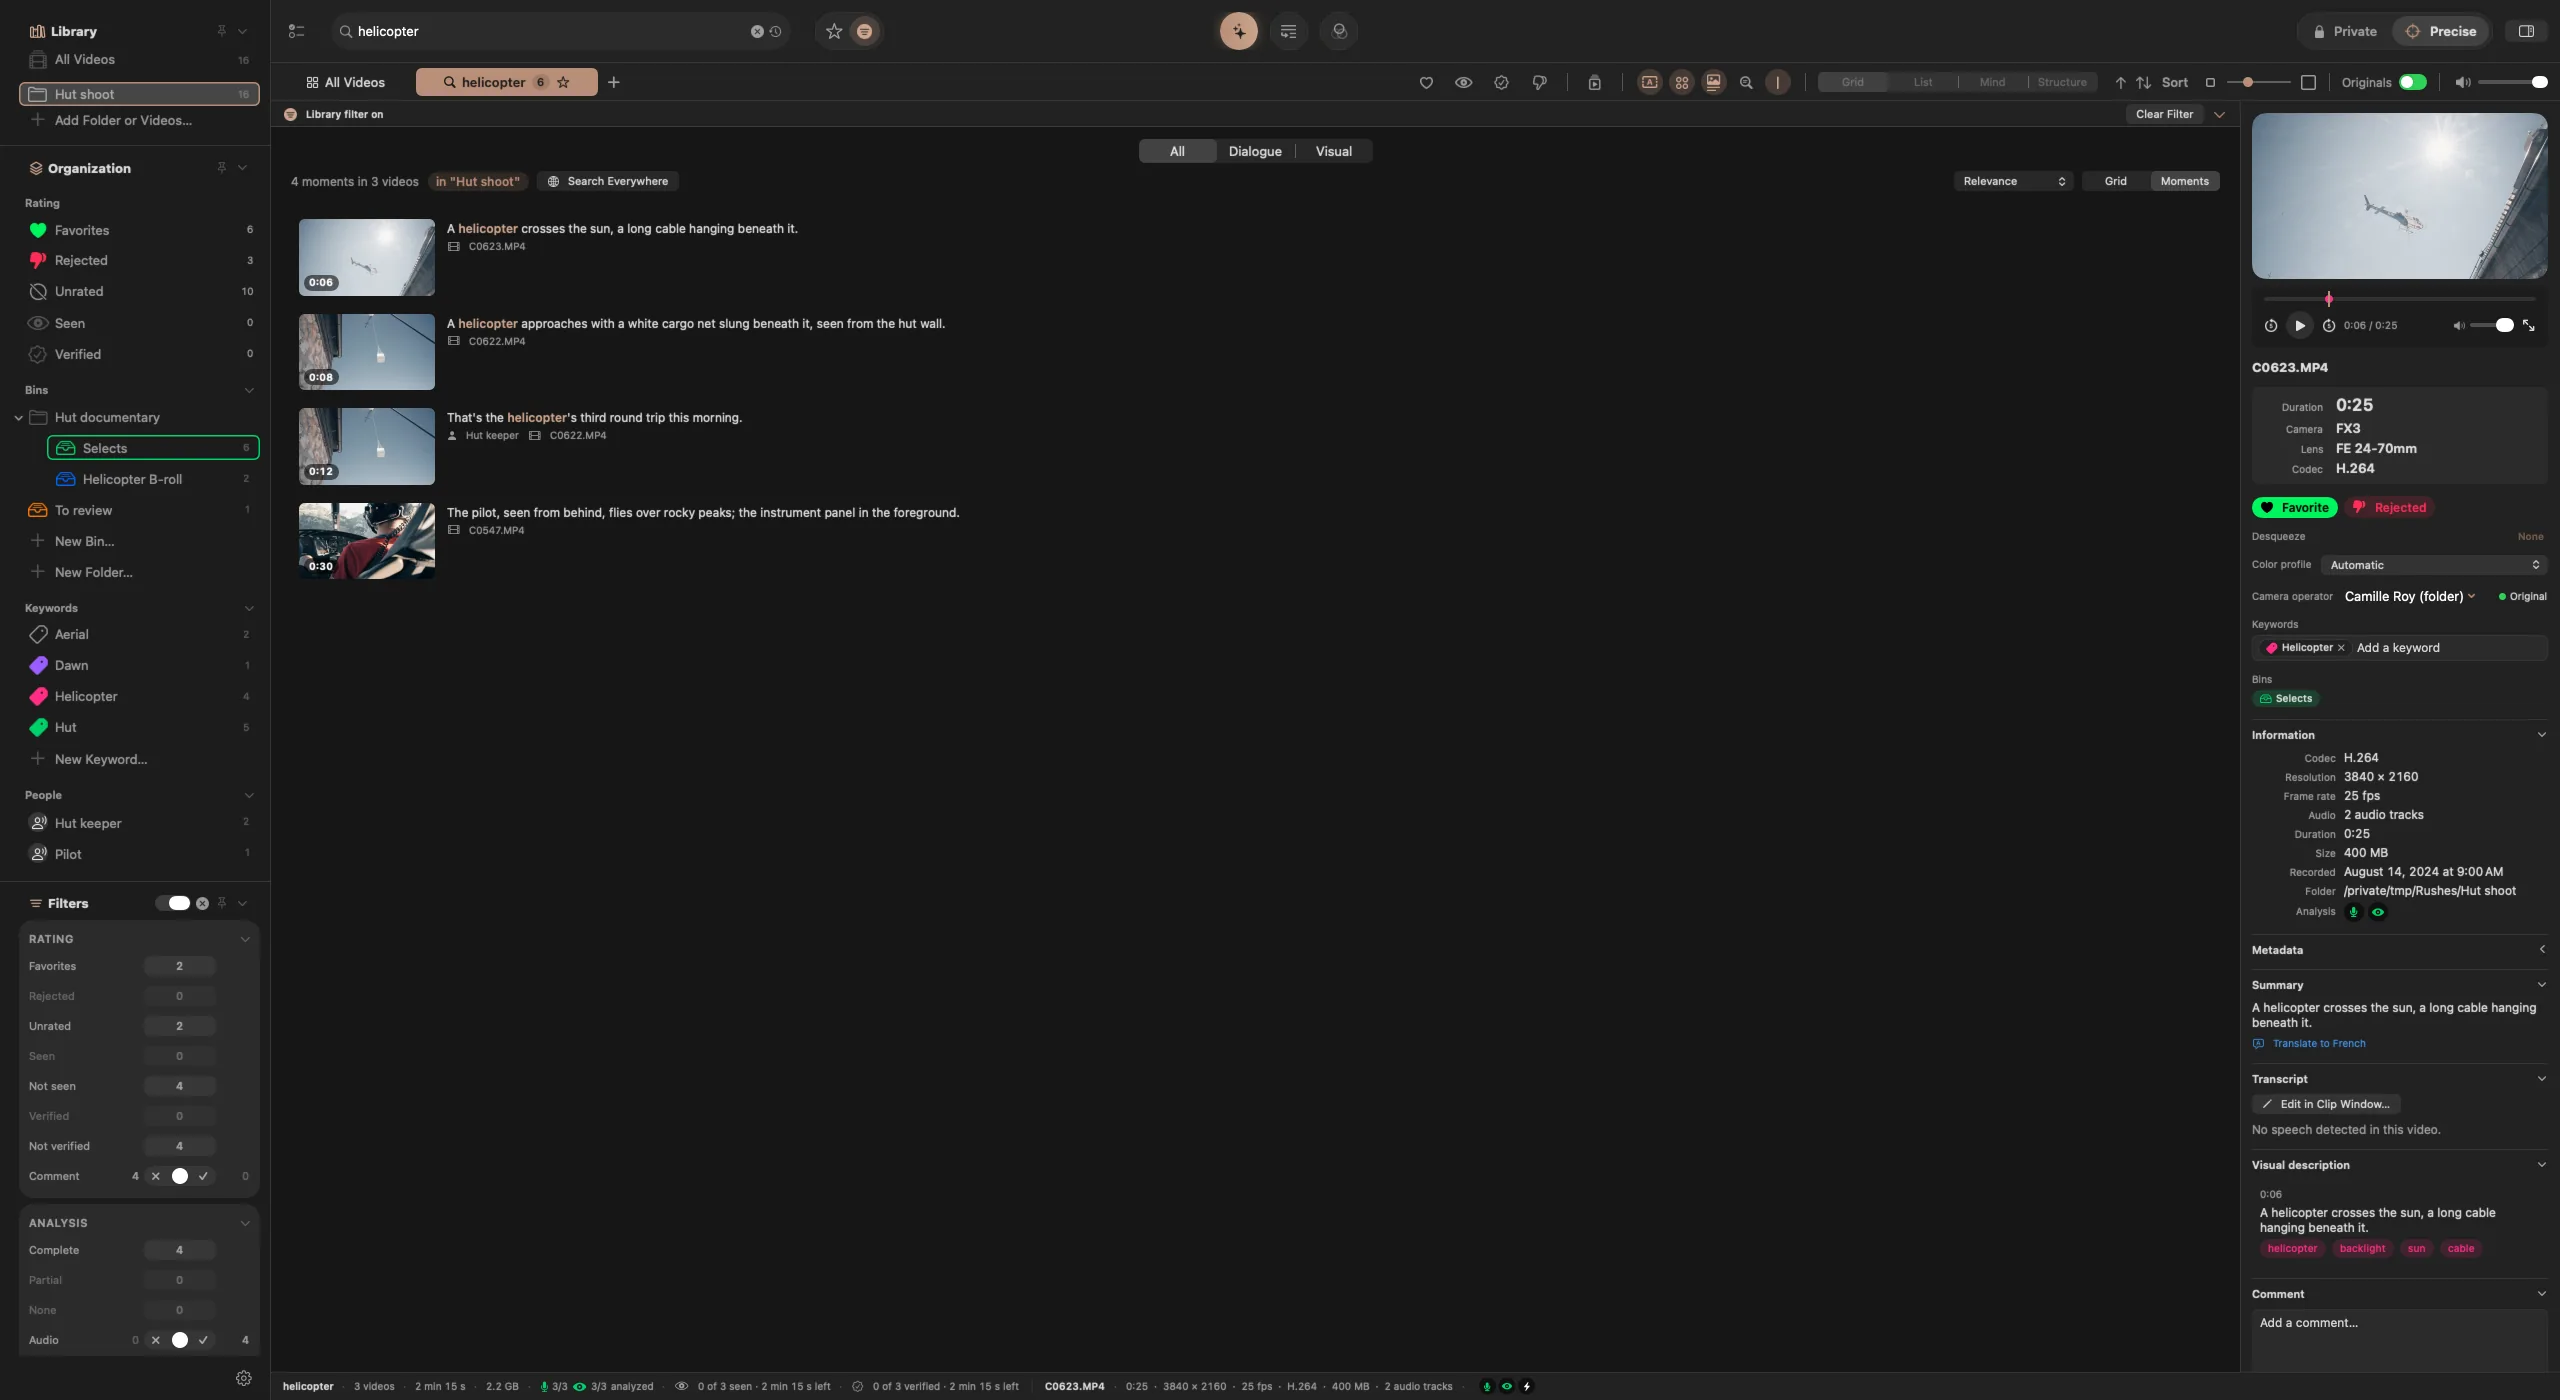 Library
All Videos 16
Hut shoot 16
Add Folder or Videos...
Organization
Rating
Favorites 6
Rejected 3
Unrated 10
Seen 0
Verified 0
Bins
Hut documentary
Selects 6
Helicopter B-roll 2
To review 1
New Bin...
New Folder...
Keywords
Aerial 2
Dawn 1
Helicopter 4
Hut 5
New Keyword...
People
Hut keeper 2
Pilot 1
Filters
RATING
Favorites 2
Rejected 0
Unrated 2
Seen 0
Not seen 4
Verified 0
Not verified 4
Comment 4 0
ANALYSIS
Complete 4
Partial 0
None 0
Audio 0 4
helicopter
Private Precise
All Videos helicopter 6
Grid List Mind Structure Sort Originals
Library filter on Clear Filter
All Dialogue Visual
4 moments in 3 videos in "Hut shoot" Search Everywhere
Relevance Grid Moments
A helicopter crosses the sun, a long cable hanging beneath it.
C0623.MP4
0:06
A helicopter approaches with a white cargo net slung beneath it, seen from the hut wall.
C0622.MP4
0:08
That's the helicopter's third round trip this morning.
Hut keeper C0622.MP4
0:12
The pilot, seen from behind, flies over rocky peaks; the instrument panel in the foreground.
C0547.MP4
0:30
0:06 / 0:25
C0623.MP4
Duration 0:25
Camera FX3
Lens FE 24-70mm
Codec H.264
Favorite Rejected
Desqueeze None
Color profile Automatic
Camera operator Camille Roy (folder) Original
Keywords
Helicopter Add a keyword
Bins
Selects
Information
Codec H.264
Resolution 3840 × 2160
Frame rate 25 fps
Audio 2 audio tracks
Duration 0:25
Size 400 MB
Recorded August 14, 2024 at 9:00 AM
Folder /private/tmp/Rushes/Hut shoot
Analysis
Metadata
Summary
A helicopter crosses the sun, a long cable hanging
beneath it.
Translate to French
Transcript
Edit in Clip Window...
No speech detected in this video.
Visual description
0:06
A helicopter crosses the sun, a long cable
hanging beneath it.
helicopter backlight sun cable
Comment
Add a comment...
helicopter · 3 videos · 2 min 15 s · 2.2 GB · 3/3 3/3 analyzed · 0 of 3 seen · 2 min 15 s left · 0 of 3 verified · 2 min 15 s left C0623.MP4 · 0:25 · 3840 × 2160 · 25 fps · H.264 · 400 MB · 2 audio tracks ·